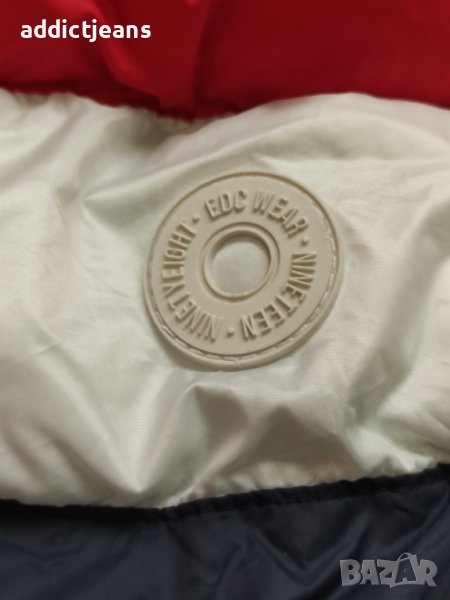 addictjeans
EDC WEAR • NINETEEN • NINETYEIGHT •
BAZAR